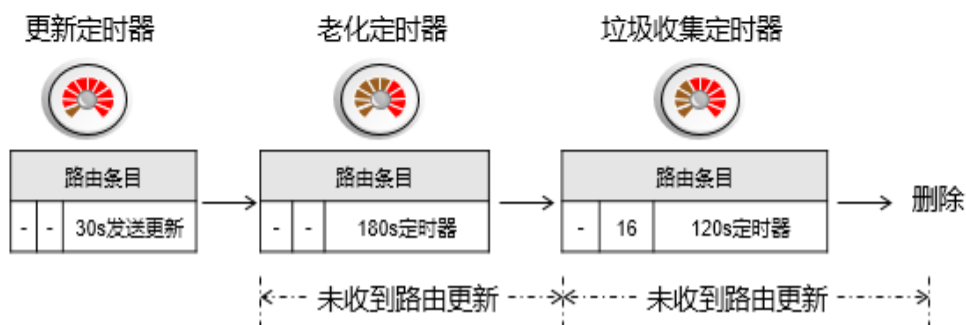 更新定时器 老化定时器 垃圾收集定时器
路由条目 路由条目 路由条目
- - 30s发送更新 - - 180s定时器 - 16 120s定时器 删除
未收到路由更新 未收到路由更新